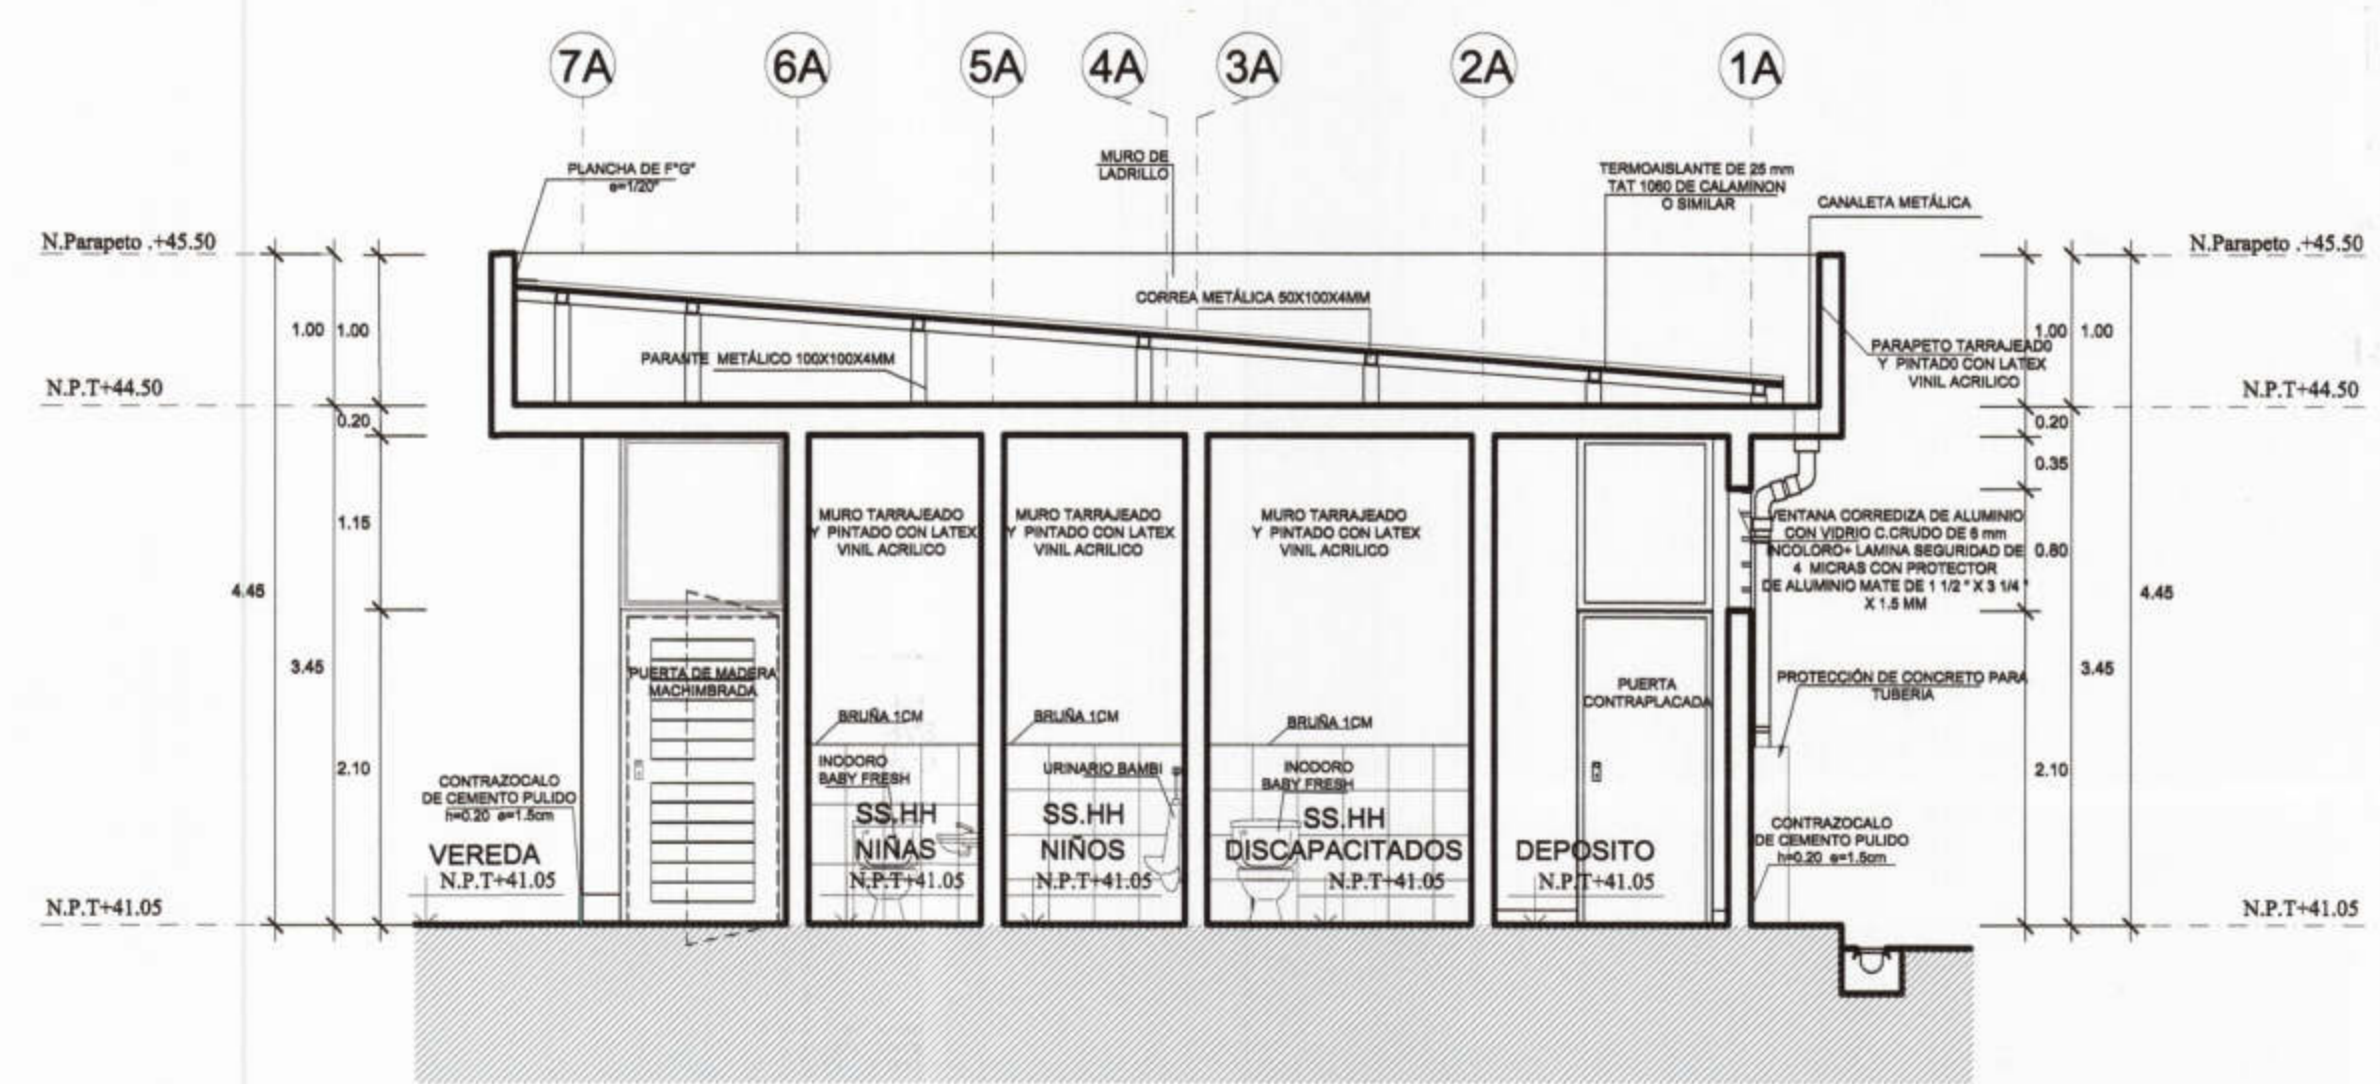 7A
6A
5A
4A
3A
2A
1A
PLANCHA DE F°G°
e=1/20"
MURO DE
LADRILLO
TERMOAISLANTE DE 25 mm
TAT 1060 DE CALAMINON
O SIMILAR
CANALETA METÁLICA
N.Parapeto .+45.50
N.Parapeto .+45.50
CORREA METÁLICA 50X100X4MM
1.00
1.00
PARANTE METÁLICO 100X100X4MM
1.00
1.00
PARAPETO TARRAJEADO
Y PINTADO CON LATEX
VINIL ACRILICO
N.P.T+44.50
N.P.T+44.50
0.20
0.20
0.35
1.15
MURO TARRAJEADO
Y PINTADO CON LATEX
VINIL ACRILICO
MURO TARRAJEADO
Y PINTADO CON LATEX
VINIL ACRILICO
MURO TARRAJEADO
Y PINTADO CON LATEX
VINIL ACRILICO
VENTANA CORREDIZA DE ALUMINIO
CON VIDRIO C.CRUDO DE 6 mm
INCOLORO+ LAMINA SEGURIDAD DE
4 MICRAS CON PROTECTOR
DE ALUMINIO MATE DE 1 1/2 " X 3 1/4 "
X 1.5 MM
0.80
4.45
4.45
3.45
3.45
PUERTA DE MADERA
MACHIMBRADA
PUERTA
CONTRAPLACADA
PROTECCIÓN DE CONCRETO PARA
TUBERIA
BRUÑA 1CM
BRUÑA 1CM
BRUÑA 1CM
2.10
2.10
CONTRAZOCALO
DE CEMENTO PULIDO
h=0.20 e=1.5cm
INODORO
BABY FRESH
URINARIO BAMBI
INODORO
BABY FRESH
SS.HH
NIÑAS
N.P.T+41.05
SS.HH
NIÑOS
N.P.T+41.05
SS.HH
DISCAPACITADOS
N.P.T+41.05
DEPOSITO
N.P.T+41.05
VEREDA
N.P.T+41.05
CONTRAZOCALO
DE CEMENTO PULIDO
h=0.20 e=1.5cm
N.P.T+41.05
N.P.T+41.05